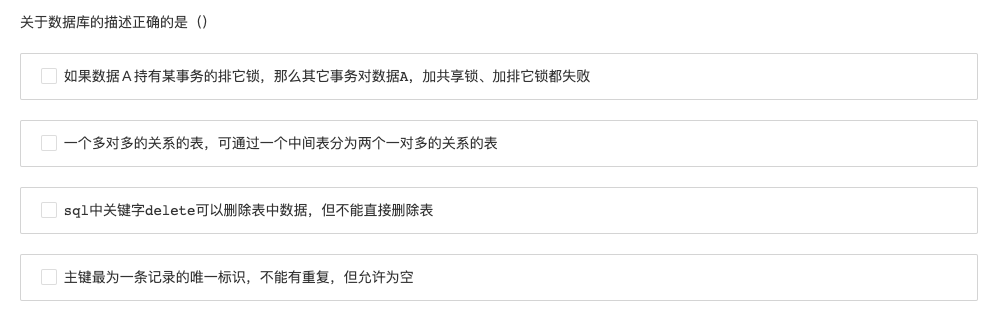 关于数据库的描述正确的是（）
如果数据Ａ持有某事务的排它锁，那么其它事务对数据A，加共享锁、加排它锁都失败
一个多对多的关系的表，可通过一个中间表分为两个一对多的关系的表
sql中关键字delete可以删除表中数据，但不能直接删除表
主键最为一条记录的唯一标识，不能有重复，但允许为空